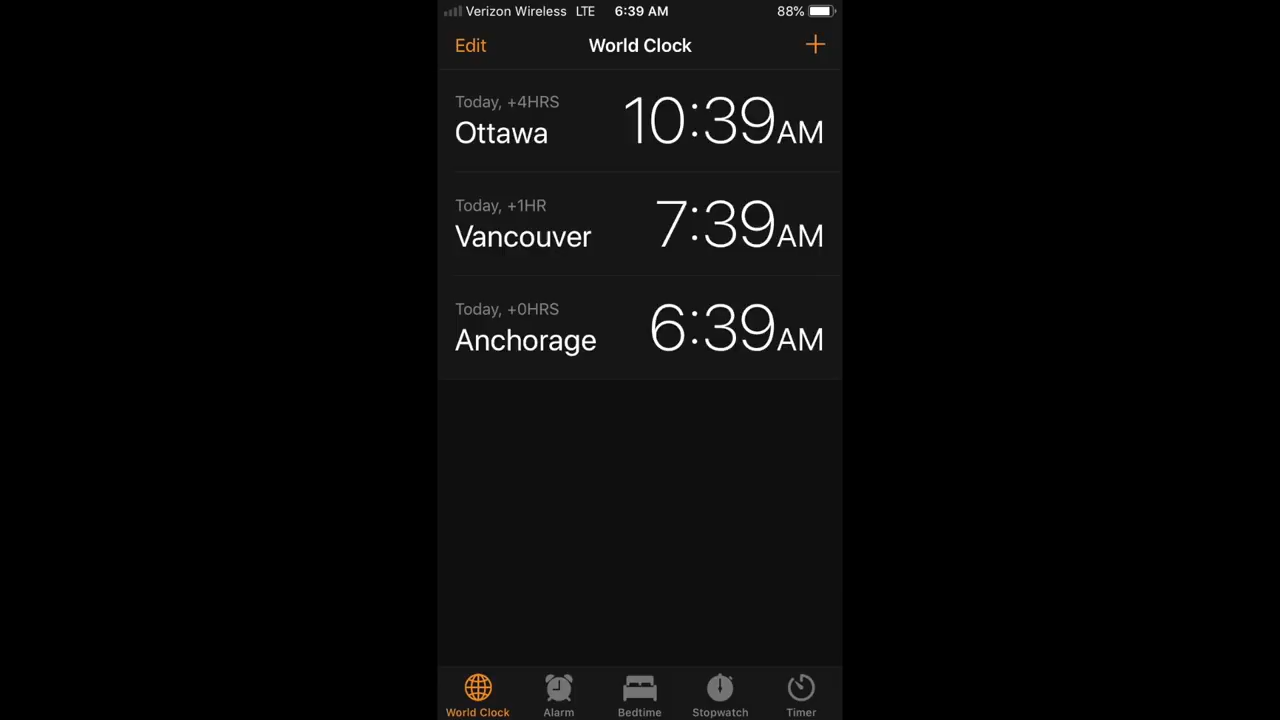 Verizon Wireless LTE 6:39 AM 88%
Edit World Clock +
Today, +4HRS
Ottawa 10:39AM
Today, +1HR
Vancouver 7:39AM
Today, +0HRS
Anchorage 6:39AM
World Clock Alarm Bedtime Stopwatch Timer